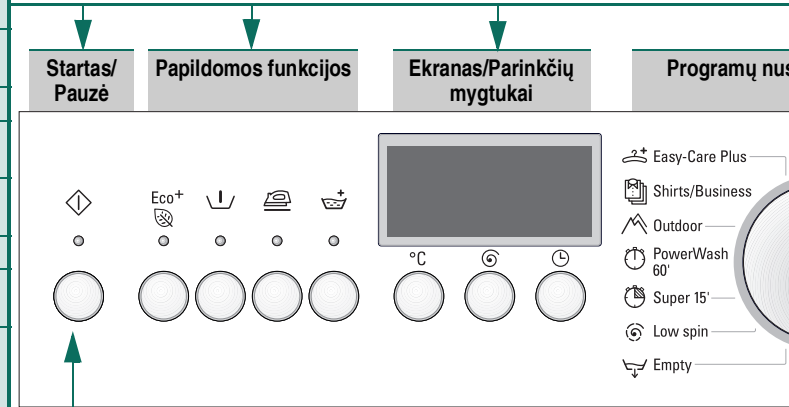 Startas/
Pauzė
Papildomos funkcijos
Ekranas/Parinkčių
mygtukai
Programų
Eco+
°C
Easy-Care Plus
Shirts/Business
Outdoor
PowerWash
60'
Super 15'
Low spin
Empty